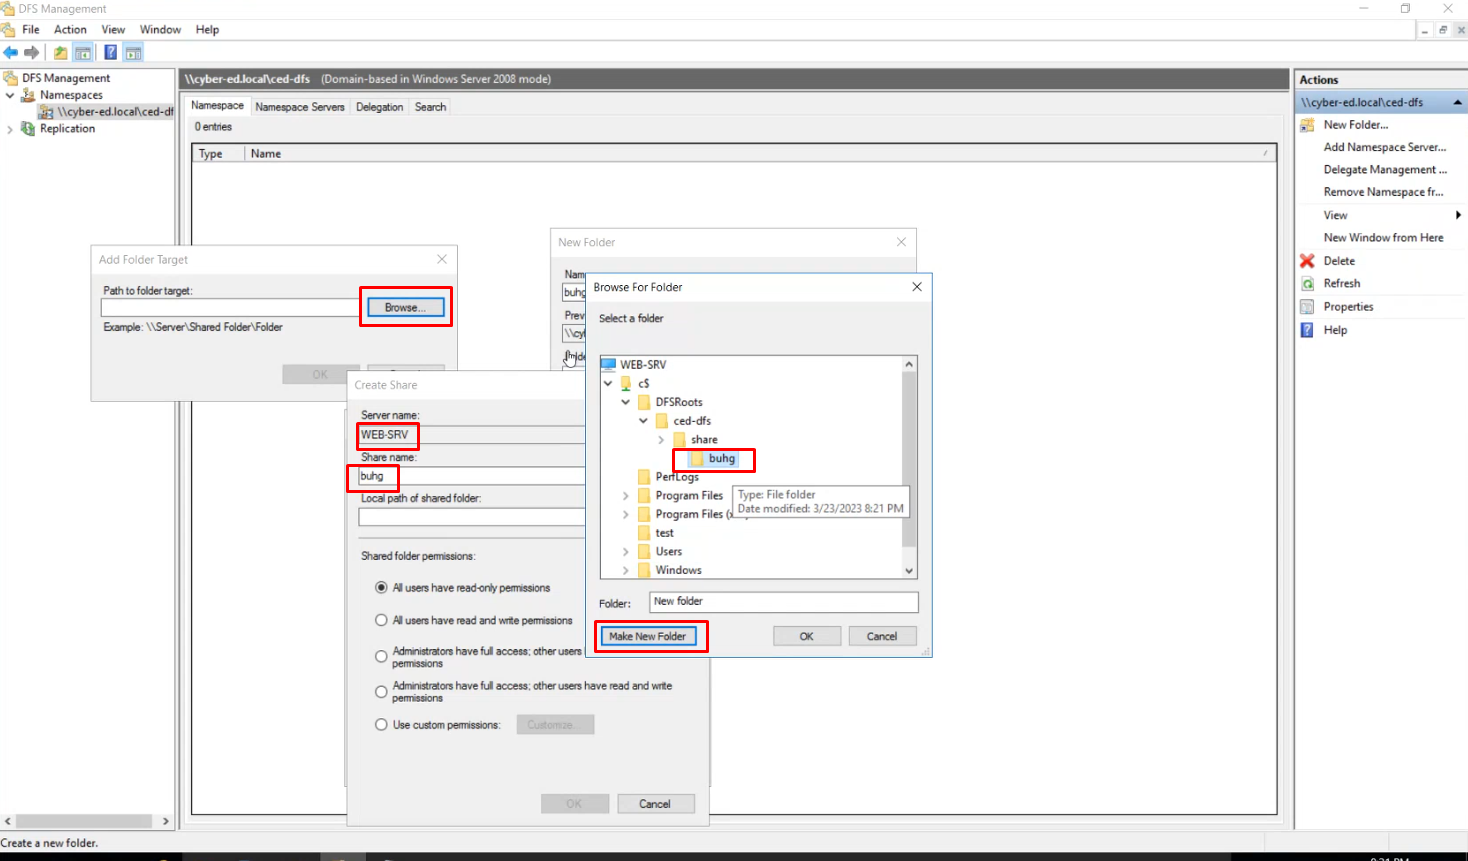 DFS Management
File Action View Window Help
DFS Management
Namespaces
\\cyber-ed.local\ced-df
Replication
\\cyber-ed.local\ced-dfs (Domain-based in Windows Server 2008 mode)
Namespace Namespace Servers Delegation Search
0 entries
Type Name
Actions
\\cyber-ed.local\ced-dfs
New Folder...
Add Namespace Server...
Delegate Management ...
Remove Namespace fr...
View
New Window from Here
Delete
Refresh
Properties
Help
Add Folder Target
Path to folder target:
Browse...
Example: \\Server\Shared Folder\Folder
OK
New Folder
Nam
buhg
Prev
\\cy
Create Share
Server name:
WEB-SRV
Share name:
buhg
Local path of shared folder:
Shared folder permissions:
All users have read-only permissions
All users have read and write permissions
Administrators have full access; other users
permissions
Administrators have full access; other users have read and write
permissions
Use custom permissions: Customize...
OK Cancel
Browse For Folder
Select a folder
WEB-SRV
c$
DFSRoots
ced-dfs
share
buhg
PerfLogs
Program Files
Program Files (x
test
Users
Windows
Type: File folder
Date modified: 3/23/2023 8:21 PM
Folder: New folder
Make New Folder OK Cancel
Create a new folder.